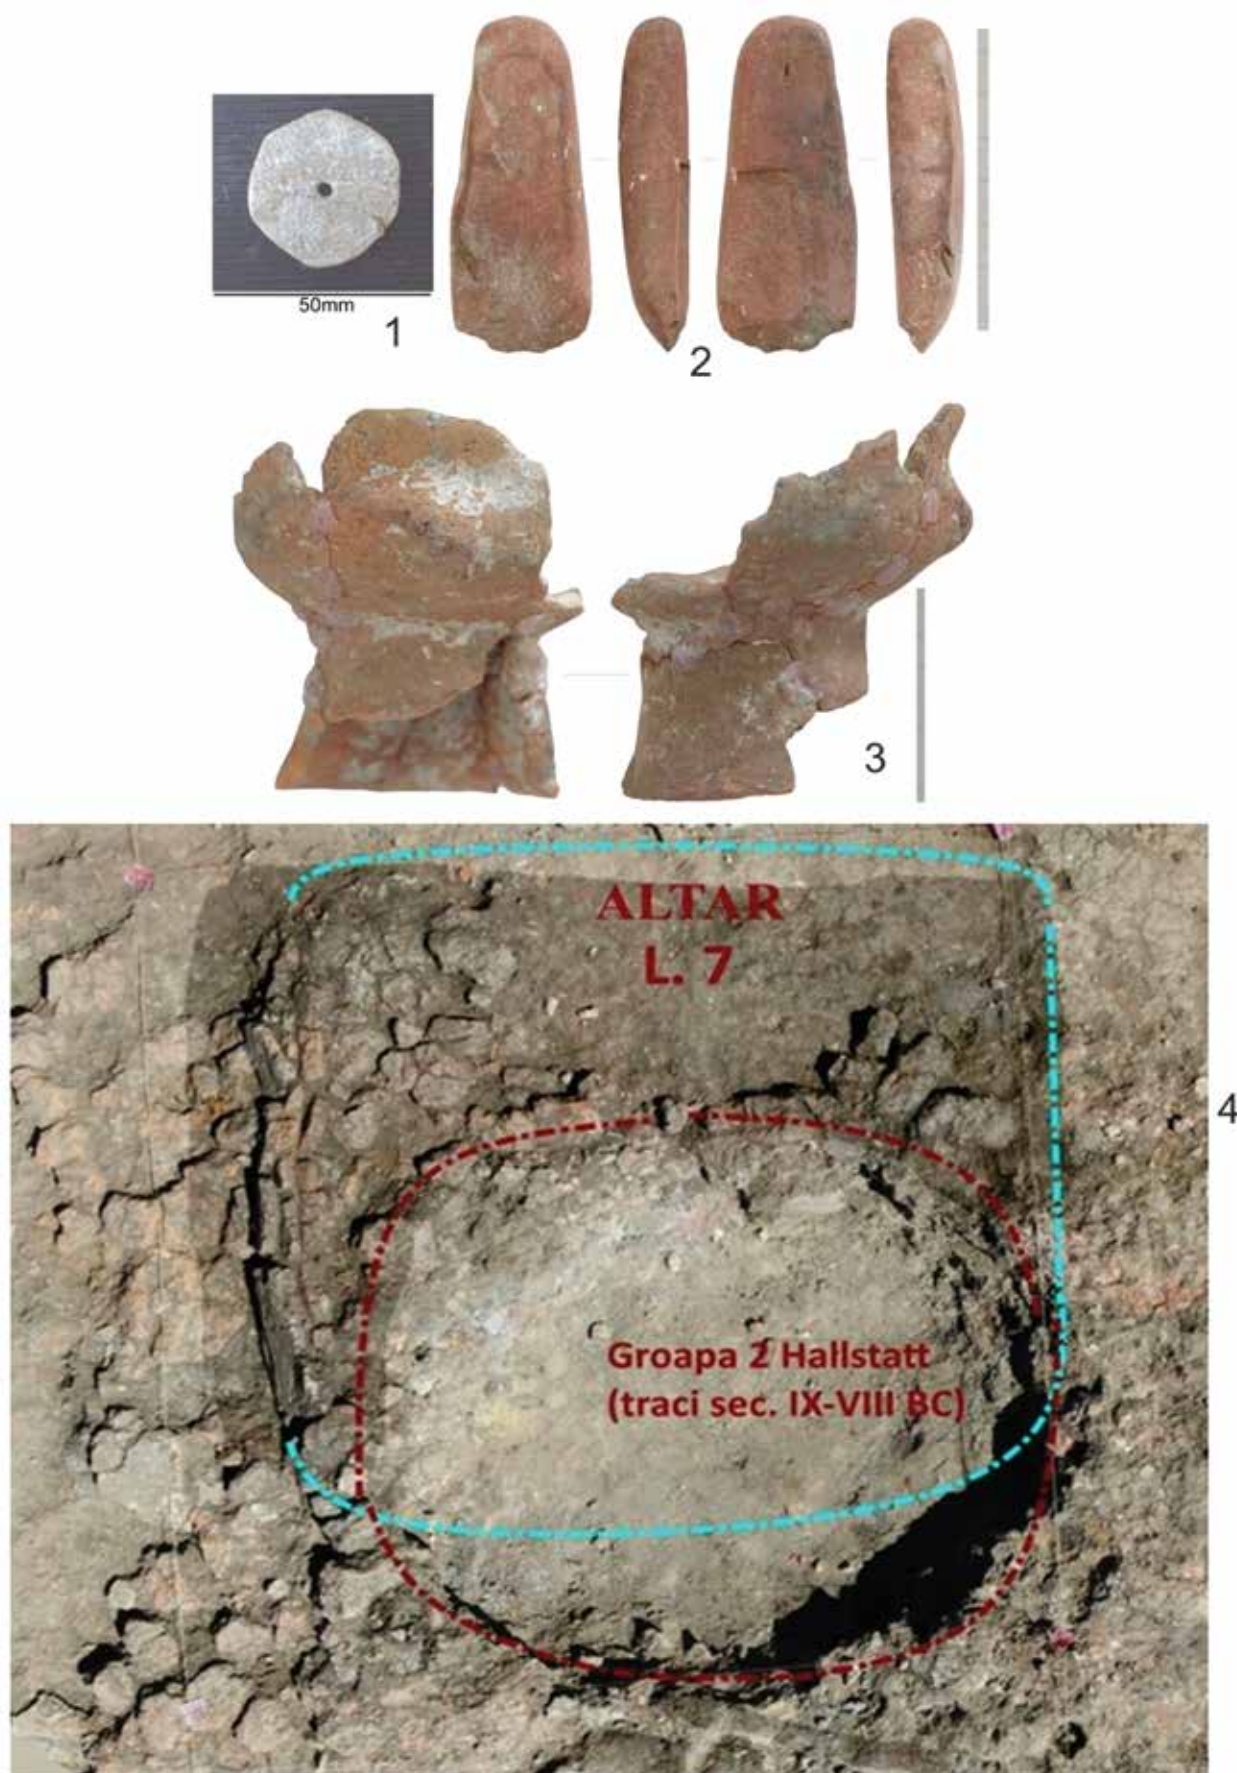 50mm
1
2
3
ALTAR
L. 7
4
Groapa 2 Hallstatt
(traci sec. IX-VIII BC)